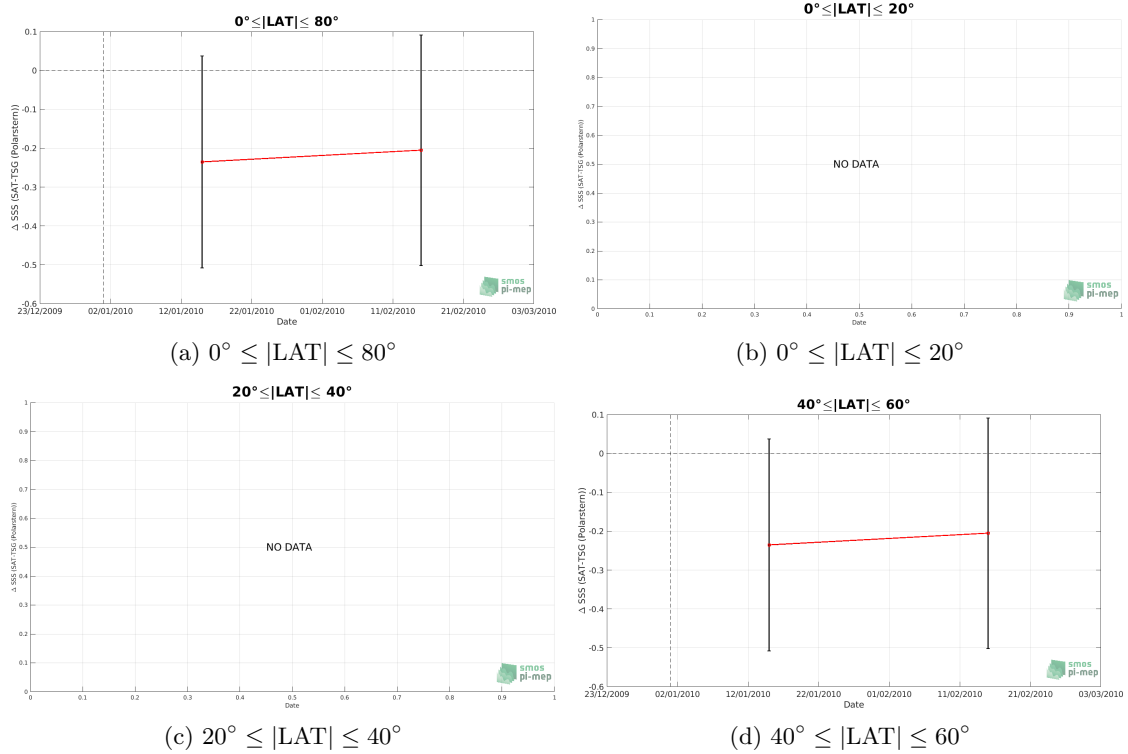 0°≤|LAT|≤ 80°
Δ SSS (SAT-TSG (Polarstern))
0.1
0
-0.1
-0.2
-0.3
-0.4
-0.5
-0.6
23/12/2009 02/01/2010 12/01/2010 22/01/2010 01/02/2010 11/02/2010 21/02/2010 03/03/2010
Date
smos
pi-mep
(a) 0° ≤ |LAT| ≤ 80°
0°≤|LAT|≤ 20°
Δ SSS (SAT-TSG (Polarstern))
1
0.9
0.8
0.7
0.6
0.5
0.4
0.3
0.2
0.1
0
NO DATA
0 0.1 0.2 0.3 0.4 0.5 0.6 0.7 0.8 0.9 1
Date
smos
pi-mep
(b) 0° ≤ |LAT| ≤ 20°
20°≤|LAT|≤ 40°
Δ SSS (SAT-TSG (Polarstern))
1
0.9
0.8
0.7
0.6
0.5
0.4
0.3
0.2
0.1
0
NO DATA
0 0.1 0.2 0.3 0.4 0.5 0.6 0.7 0.8 0.9 1
Date
smos
pi-mep
(c) 20° ≤ |LAT| ≤ 40°
40°≤|LAT|≤ 60°
Δ SSS (SAT-TSG (Polarstern))
0.1
0
-0.1
-0.2
-0.3
-0.4
-0.5
-0.6
23/12/2009 02/01/2010 12/01/2010 22/01/2010 01/02/2010 11/02/2010 21/02/2010 03/03/2010
Date
smos
pi-mep
(d) 40° ≤ |LAT| ≤ 60°